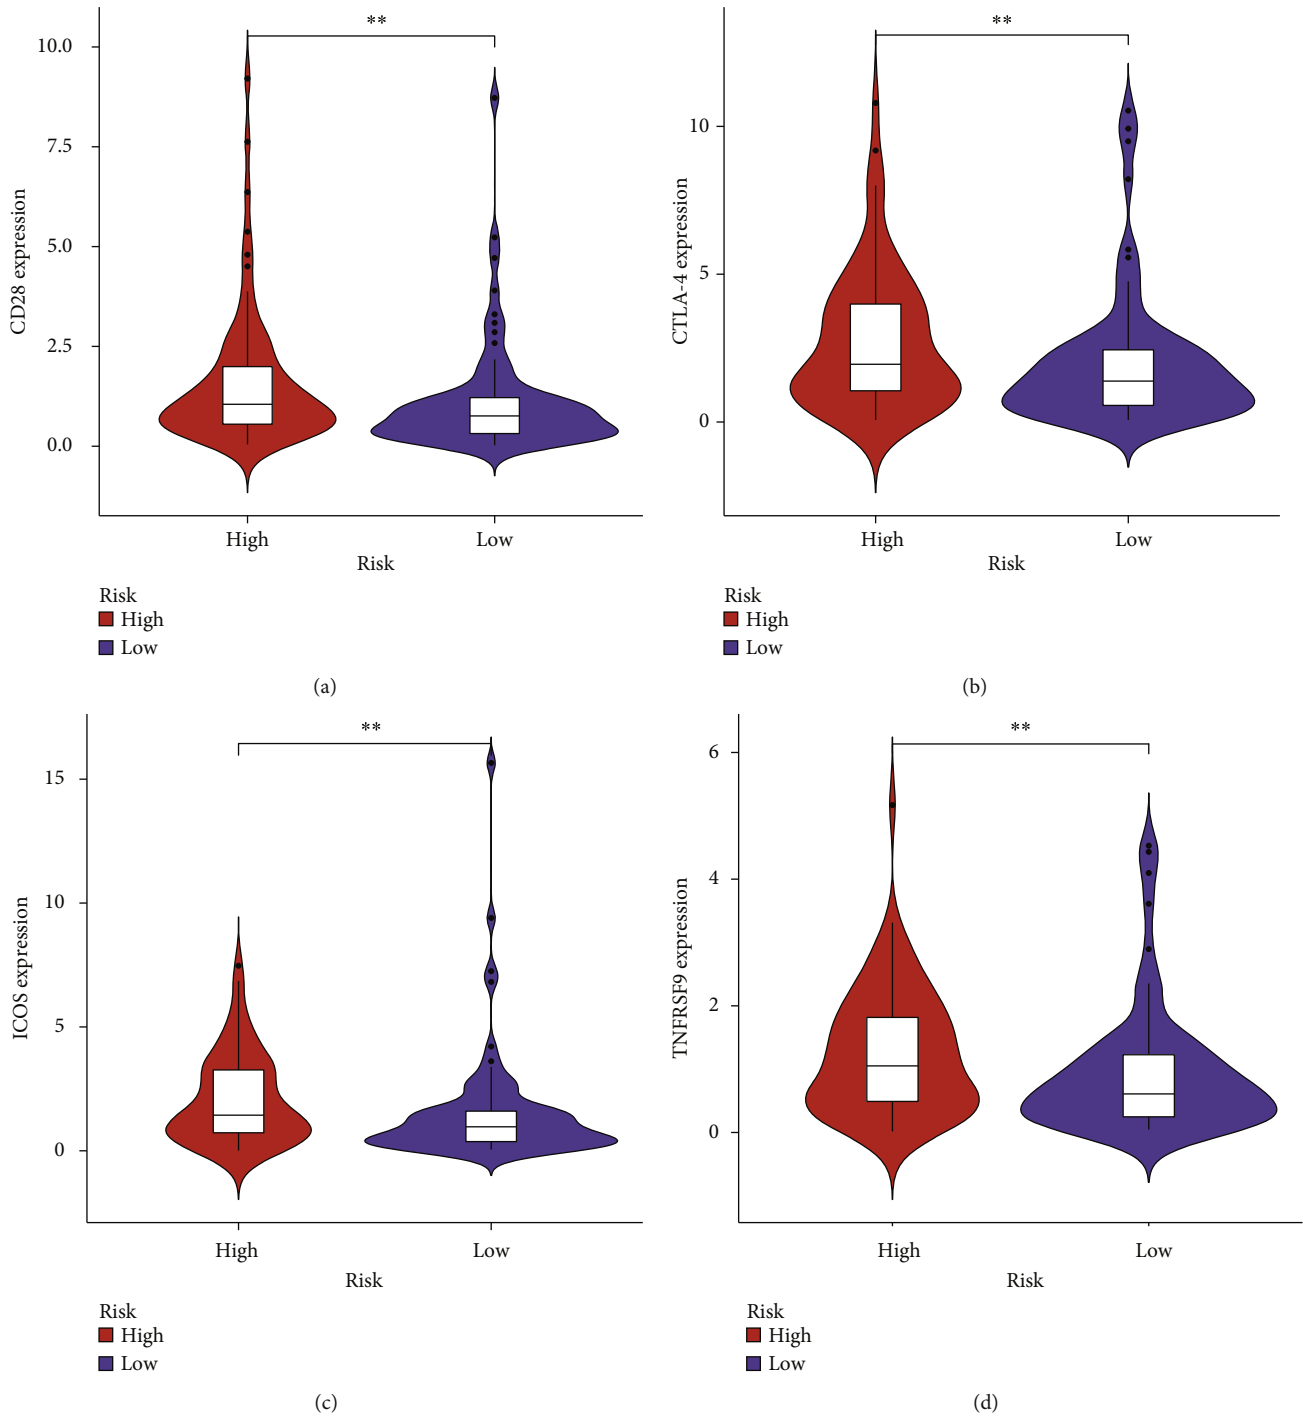 **
10.0
7.5
5.0
2.5
0.0
CD28 expression
High
Low
Risk
Risk
High
Low
(a)
**
10
5
0
CTLA-4 expression
High
Low
Risk
Risk
High
Low
(b)
**
15
10
5
0
ICOS expression
High
Low
Risk
Risk
High
Low
(c)
**
6
4
2
0
TNFRSF9 expression
High
Low
Risk
Risk
High
Low
(d)